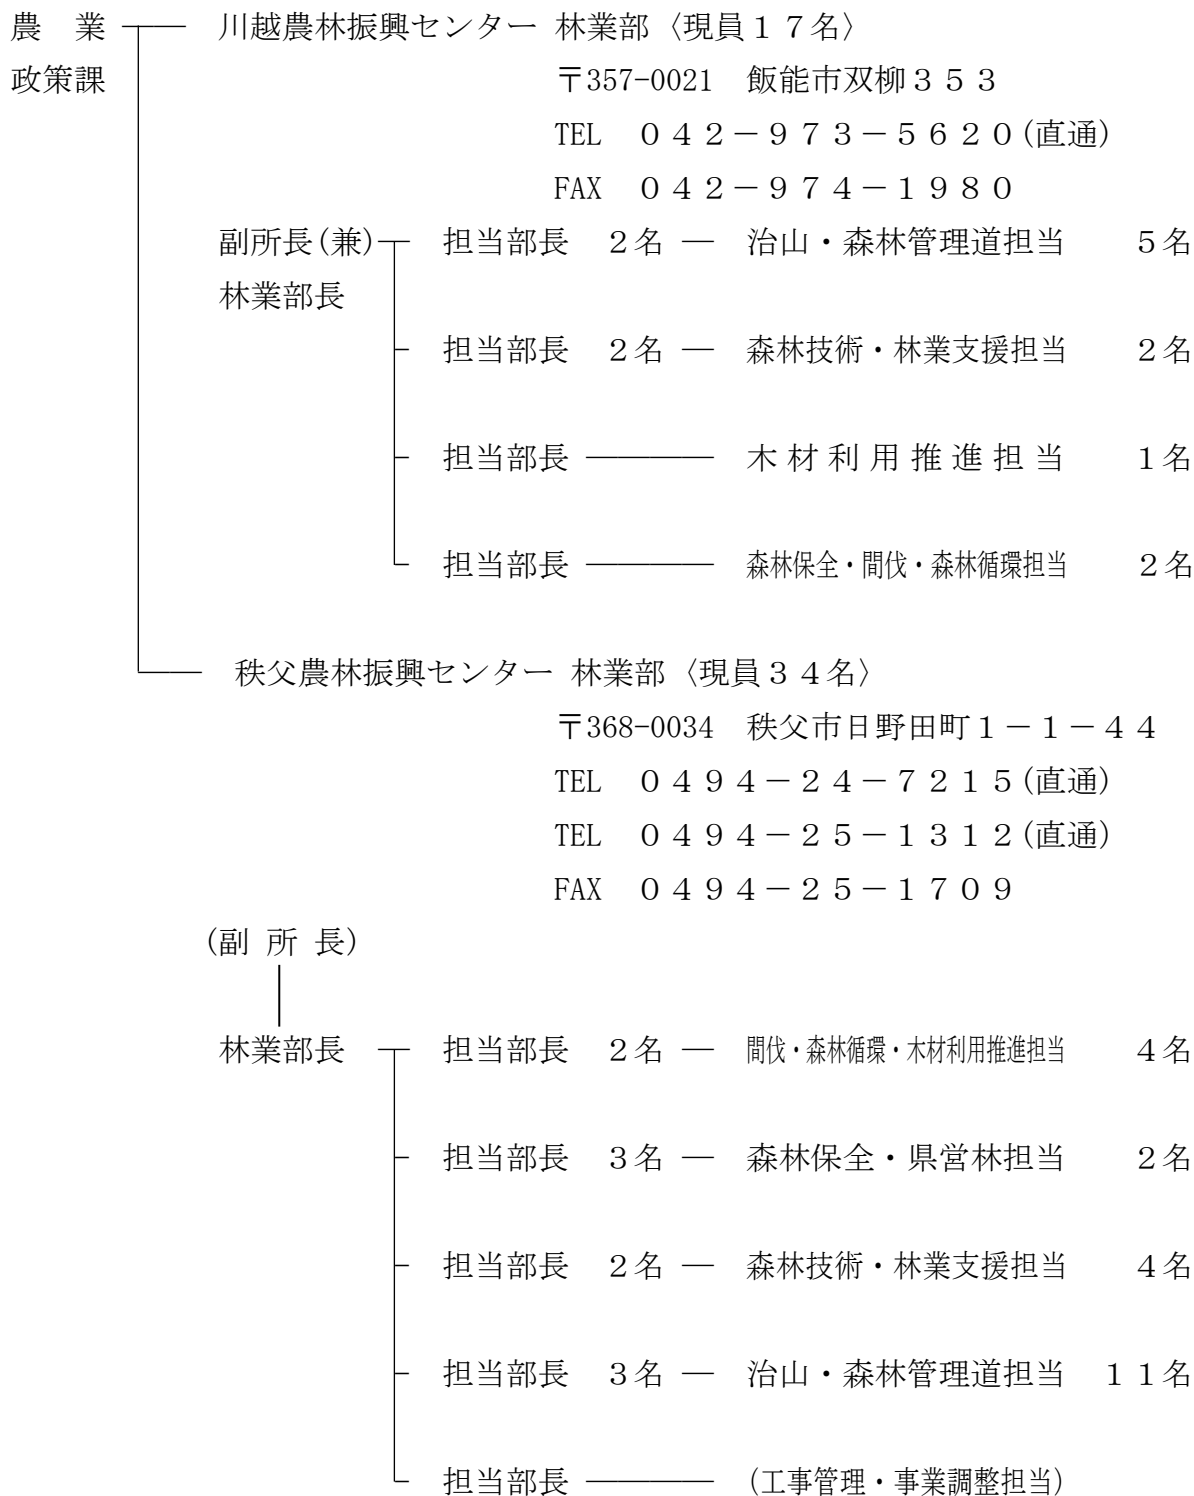 農　業　川越農林振興センター 林業部〈現員１７名〉
政策課　〒357-0021　飯能市双柳３５３
TEL　０４２－９７３－５６２０(直通)
FAX　０４２－９７４－１９８０
副所長(兼)　担当部長　２名　治山・森林管理道担当　５名
林業部長
担当部長　２名　森林技術・林業支援担当　２名
担当部長　木材利用推進担当　１名
担当部長　森林保全・間伐・森林循環担当　２名
秩父農林振興センター 林業部〈現員３４名〉
〒368-0034　秩父市日野田町１－１－４４
TEL　０４９４－２４－７２１５(直通)
TEL　０４９４－２５－１３１２(直通)
FAX　０４９４－２５－１７０９
(副 所 長)
林業部長　担当部長　２名　間伐・森林循環・木材利用推進担当　４名
担当部長　３名　森林保全・県営林担当　２名
担当部長　２名　森林技術・林業支援担当　４名
担当部長　３名　治山・森林管理道担当　１１名
担当部長　(工事管理・事業調整担当)